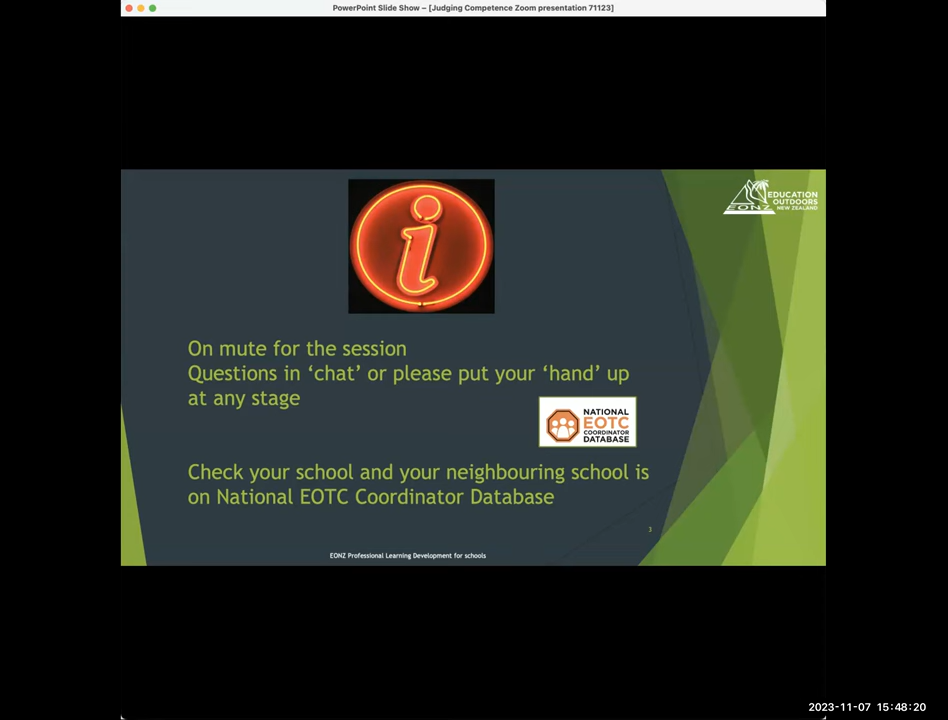 PowerPoint Slide Show – [Judging Competence Zoom presentation 71123]
i
EDUCATION
OUTDOORS
EONZ NEW ZEALAND
On mute for the session
Questions in ‘chat’ or please put your ‘hand’ up
at any stage
NATIONAL
EOTC
COORDINATOR
DATABASE
Check your school and your neighbouring school is
on National EOTC Coordinator Database
3
EONZ Professional Learning Development for schools
2023-11-07 15:48:20